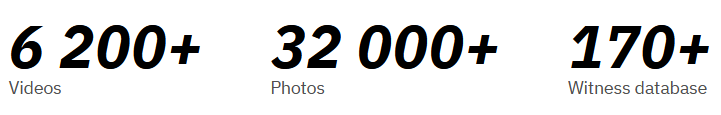 6 200+ 32 000+ 170+
Videos Photos Witness database